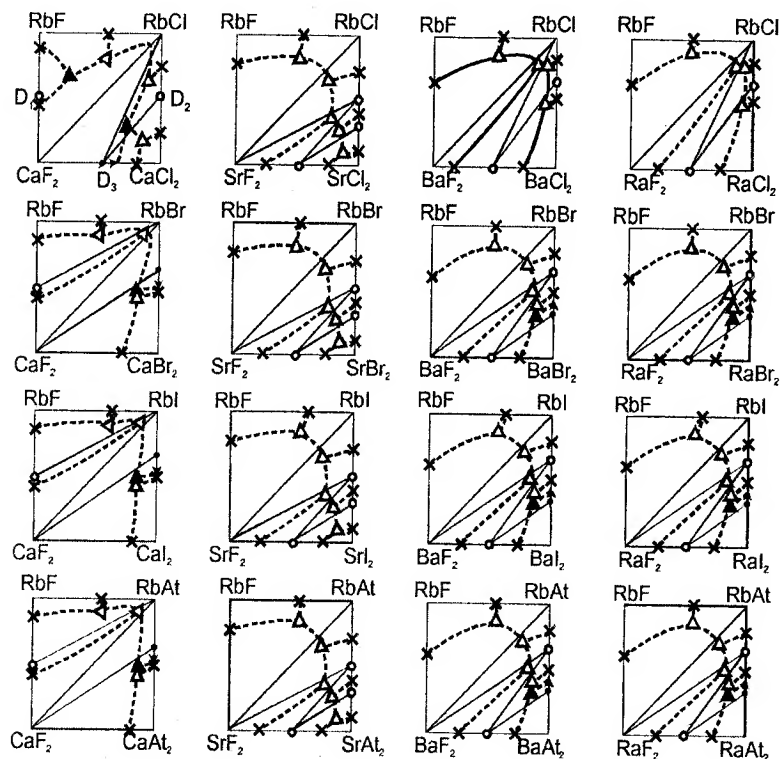 RbF RbCl RbF RbCl RbF RbCl RbF RbCl
D D₂
CaF₂ D₃ CaCl₂ SrF₂ SrCl₂ BaF₂ BaCl₂ RaF₂ RaCl₂
RbF RbBr RbF RbBr RbF RbBr RbF RbBr
CaF₂ CaBr₂ SrF₂ SrBr₂ BaF₂ BaBr₂ RaF₂ RaBr₂
RbF RbI RbF RbI RbF RbI RbF RbI
CaF₂ CaI₂ SrF₂ SrI₂ BaF₂ BaI₂ RaF₂ RaI₂
RbF RbAt RbF RbAt RbF RbAt RbF RbAt
CaF₂ CaAt₂ SrF₂ SrAt₂ BaF₂ BaAt₂ RaF₂ RaAt₂